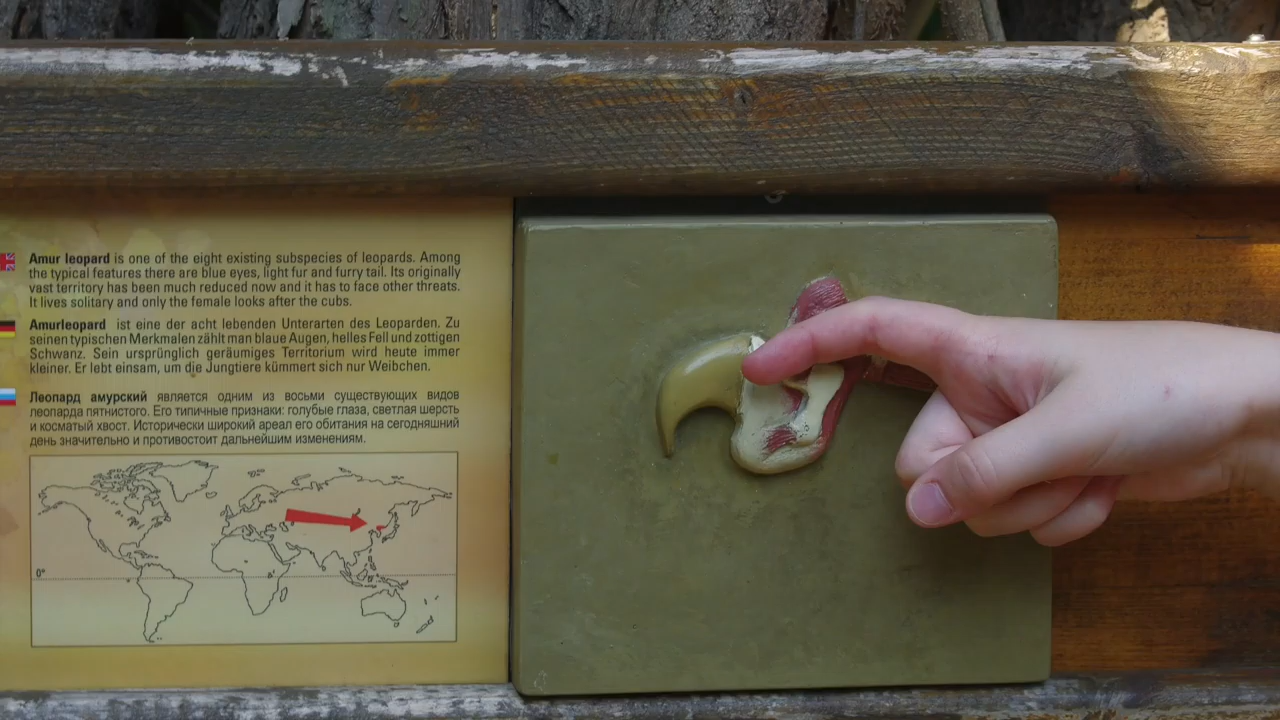 Amur leopard is one of the eight existing subspecies of leopards. Among
the typical features there are blue eyes, light fur and furry tail. Its originally
vast territory has been much reduced now and it has to face other threats.
It lives solitary and only the female looks after the cubs.
Amurleopard ist eine der acht lebenden Unterarten des Leoparden. Zu
seinen typischen Merkmalen zählt man blaue Augen, helles Fell und zottigen
Schwanz. Sein ursprünglich geräumiges Territorium wird heute immer
kleiner. Er lebt einsam, um die Jungtiere kümmert sich nur Weibchen.
Леопард амурский является одним из восьми существующих видов
леопарда пятнистого. Его типичные признаки: голубые глаза, светлая шерсть
и косматый хвост. Исторически широкий ареал его обитания на сегодняшний
день значительно и противостоит дальнейшим изменениям.
0°